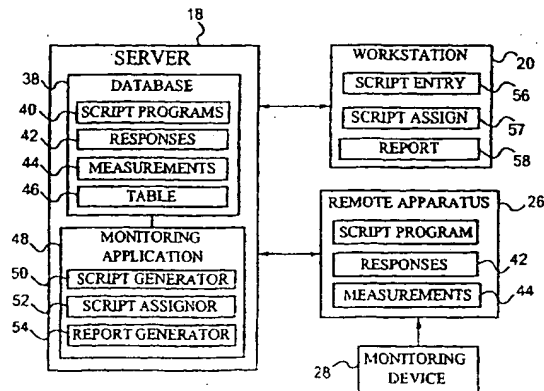 18
SERVER
38
DATABASE
40
SCRIPT PROGRAMS
42
RESPONSES
44
MEASUREMENTS
46
TABLE
48
MONITORING
APPLICATION
50
SCRIPT GENERATOR
52
SCRIPT ASSIGNOR
54
REPORT GENERATOR
WORKSTATION
20
SCRIPT ENTRY
56
SCRIPT ASSIGN
57
REPORT
58
REMOTE APPARATUS
26
SCRIPT PROGRAM
RESPONSES
42
MEASUREMENTS
44
28
MONITORING
DEVICE